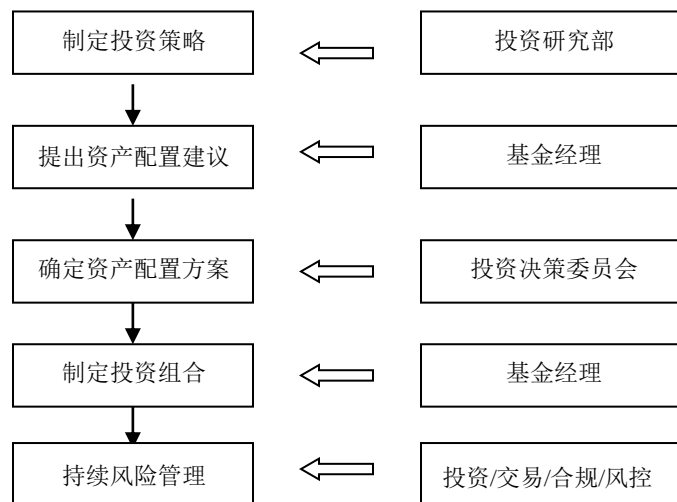 制定投资策略
投资研究部
提出资产配置建议
基金经理
确定资产配置方案
投资决策委员会
制定投资组合
基金经理
持续风险管理
投资/交易/合规/风控